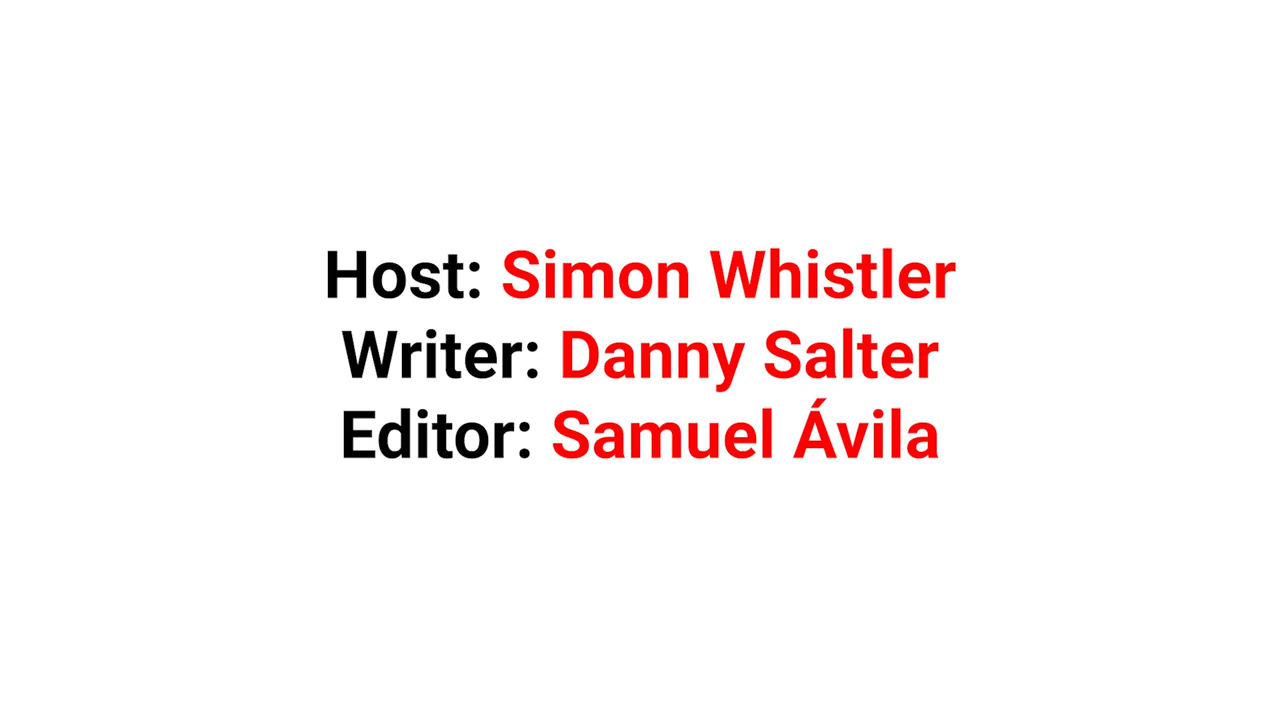 Host: Simon Whistler
Writer: Danny Salter
Editor: Samuel Ávila